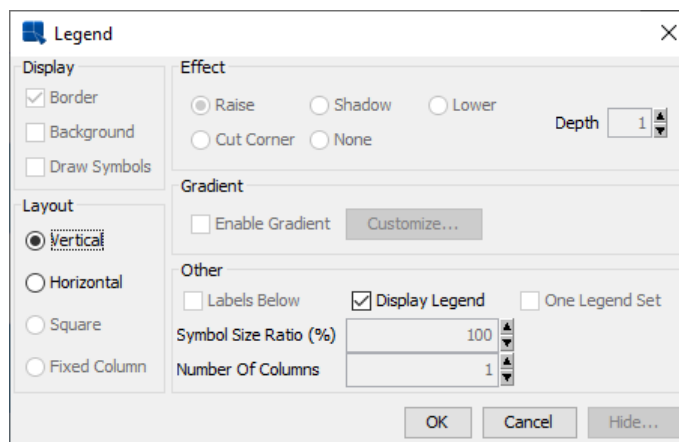 Legend
Display
Border
Background
Draw Symbols
Effect
Raise
Shadow
Lower
Cut Corner
None
Depth
1
Layout
Vertical
Horizontal
Square
Fixed Column
Gradient
Enable Gradient
Customize...
Other
Labels Below
Display Legend
One Legend Set
Symbol Size Ratio (%)
100
Number Of Columns
1
OK
Cancel
Hide...